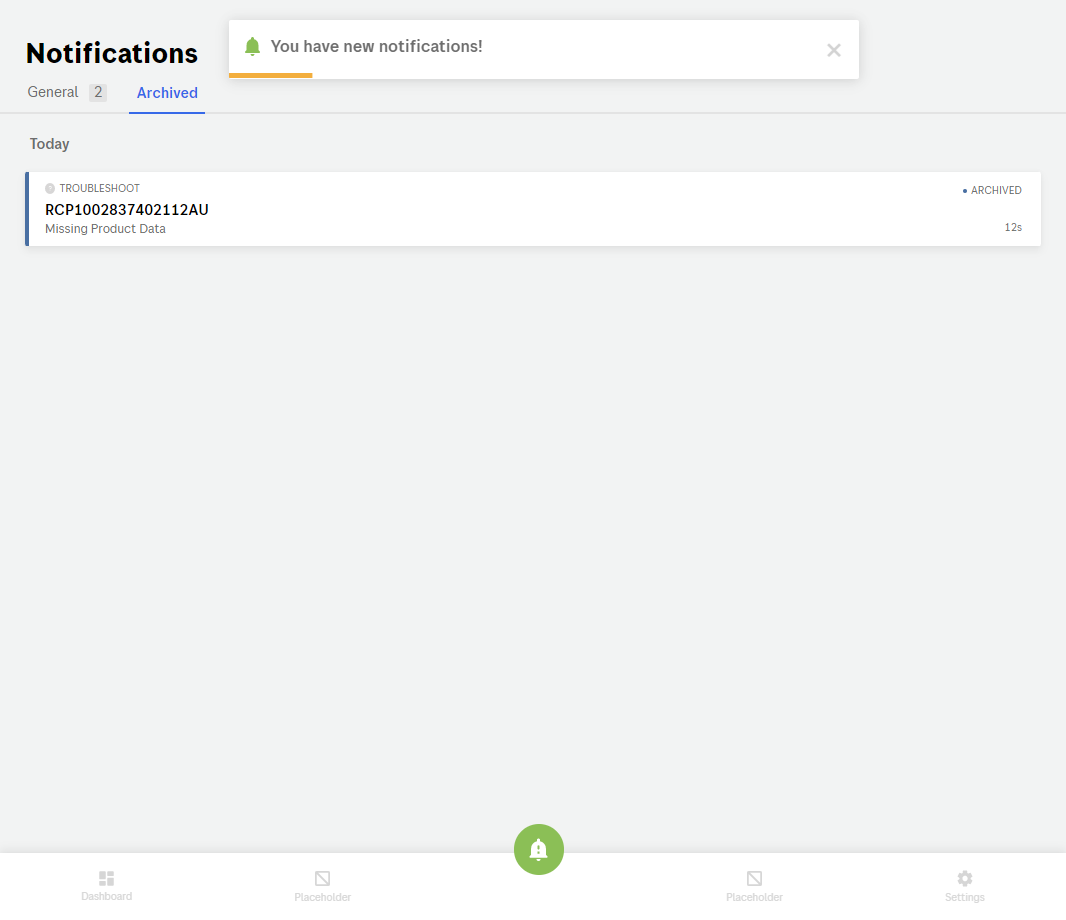 You have new notifications!
Notifications
General 2
Archived
Today
TROUBLESHOOT
ARCHIVED
RCP1002837402112AU
Missing Product Data
12s
Dashboard
Placeholder
Placeholder
Settings